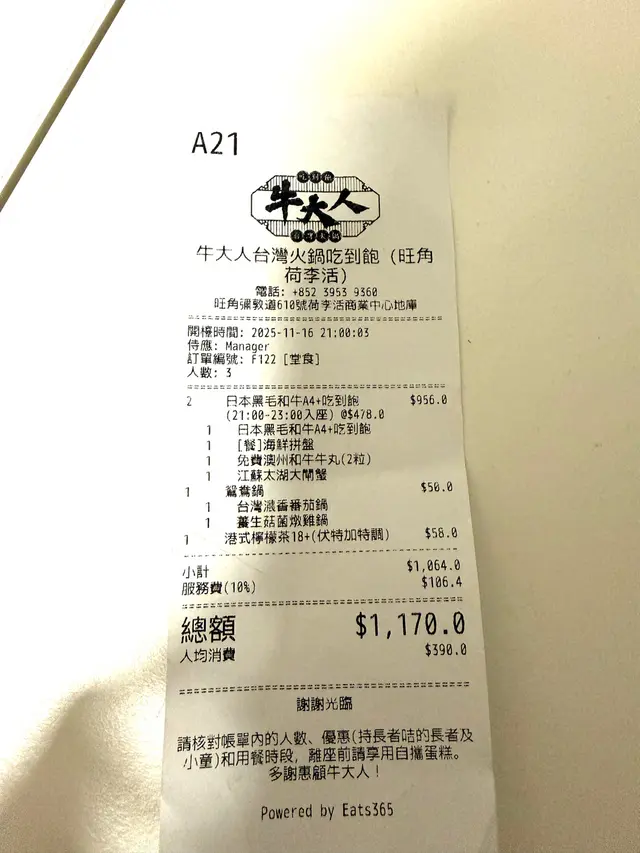 A21
吃到飽
牛大人
台灣火鍋
牛大人台灣火鍋吃到飽 (旺角
荷李活)
電話: +852 3953 9360
旺角彌敦道610號荷李活商業中心地庫
開檯時間: 2025-11-16 21:00:03
侍應: Manager
訂單編號: F122 [堂食]
人數: 3
2 日本黑毛和牛A4+吃到飽 $956.0
(21:00-23:00入座) @$478.0
1 日本黑毛和牛A4+吃到飽
1 [餐]海鮮拼盤
1 免費澳州和牛牛丸(2粒)
1 江蘇太湖大閘蟹
1 鴛鴦鍋 $50.0
1 台灣濃香番茄鍋
1 養生菇菌燉雞鍋
1 港式檸檬茶18+(伏特加特調) $58.0
小計 $1,064.0
服務費(10%) $106.4
總額 $1,170.0
人均消費 $390.0
謝謝光臨
請核對帳單內的人數、優惠(持長者咭的長者及
小童)和用餐時段, 離座前請享用自攜蛋糕。
多謝惠顧牛大人!
Powered by Eats365